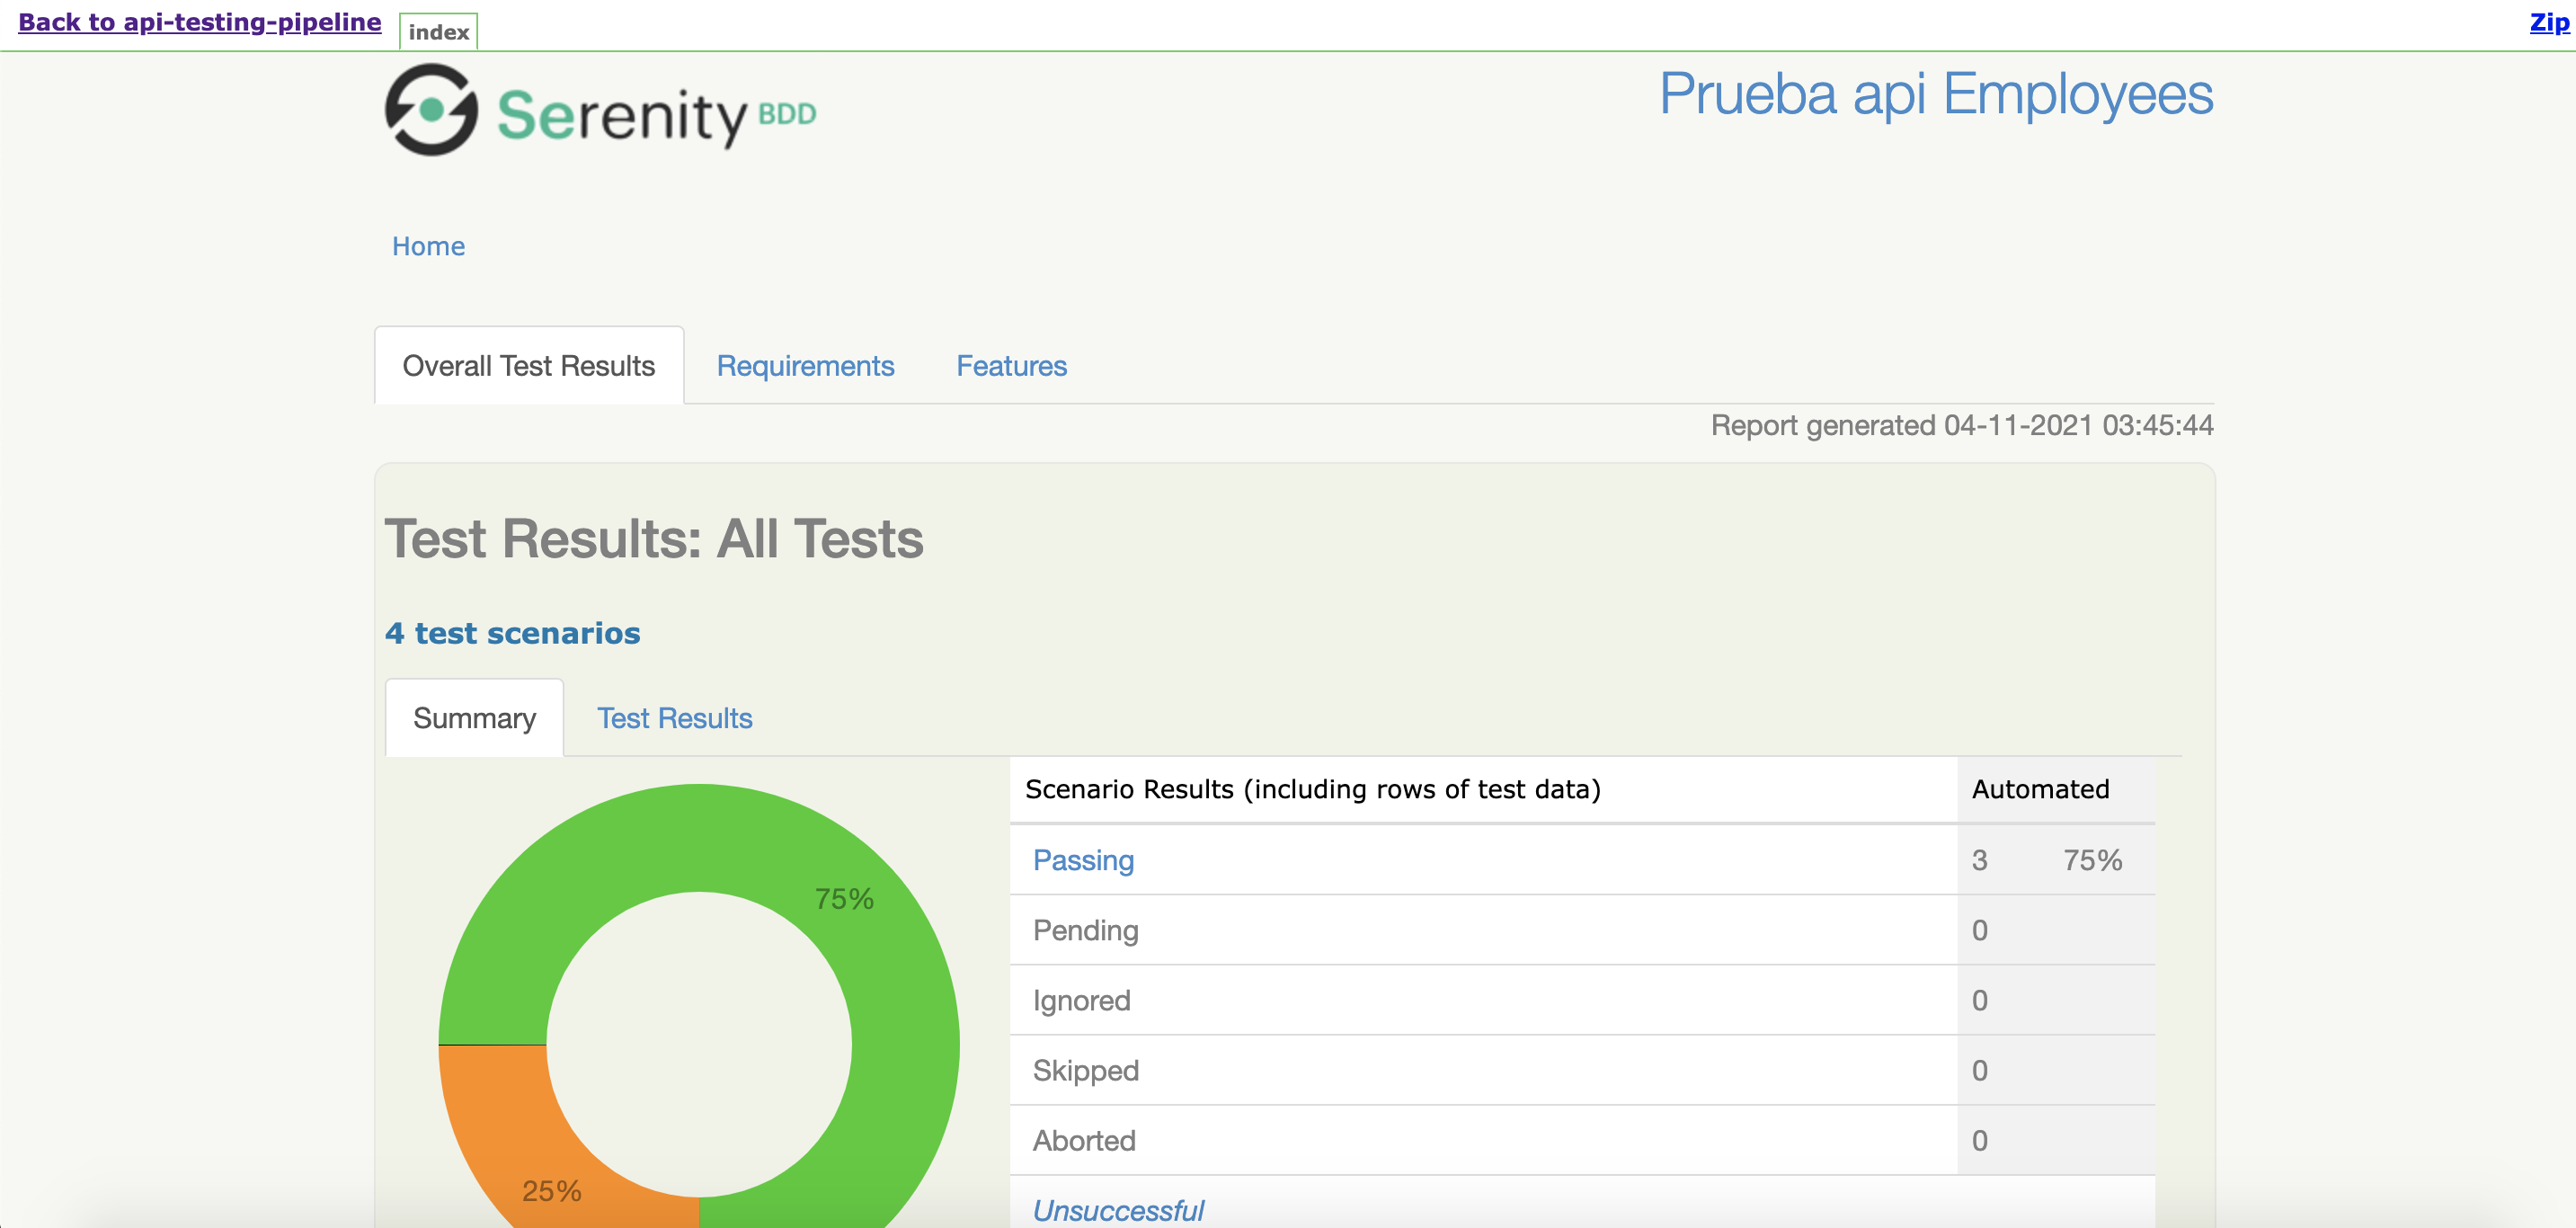 Back to api-testing-pipeline index Zip
Serenity BDD
Prueba api Employees
Home
Overall Test Results Requirements Features
Report generated 04-11-2021 03:45:44
Test Results: All Tests
4 test scenarios
Summary Test Results
Scenario Results (including rows of test data) Automated
Passing 3 75%
Pending 0
Ignored 0
Skipped 0
Aborted 0
Unsuccessful
75%
25%